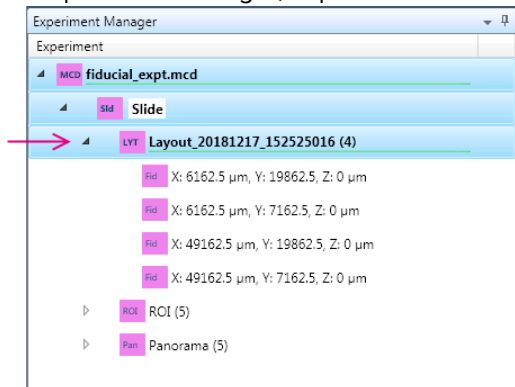 Experiment Manager
Experiment
MCD fiducial_expt.mcd
Sld Slide
LYT Layout_20181217_152525016 (4)
Fid X: 6162.5 µm, Y: 19862.5, Z: 0 µm
Fid X: 6162.5 µm, Y: 7162.5, Z: 0 µm
Fid X: 49162.5 µm, Y: 19862.5, Z: 0 µm
Fid X: 49162.5 µm, Y: 7162.5, Z: 0 µm
ROI ROI (5)
Pan Panorama (5)